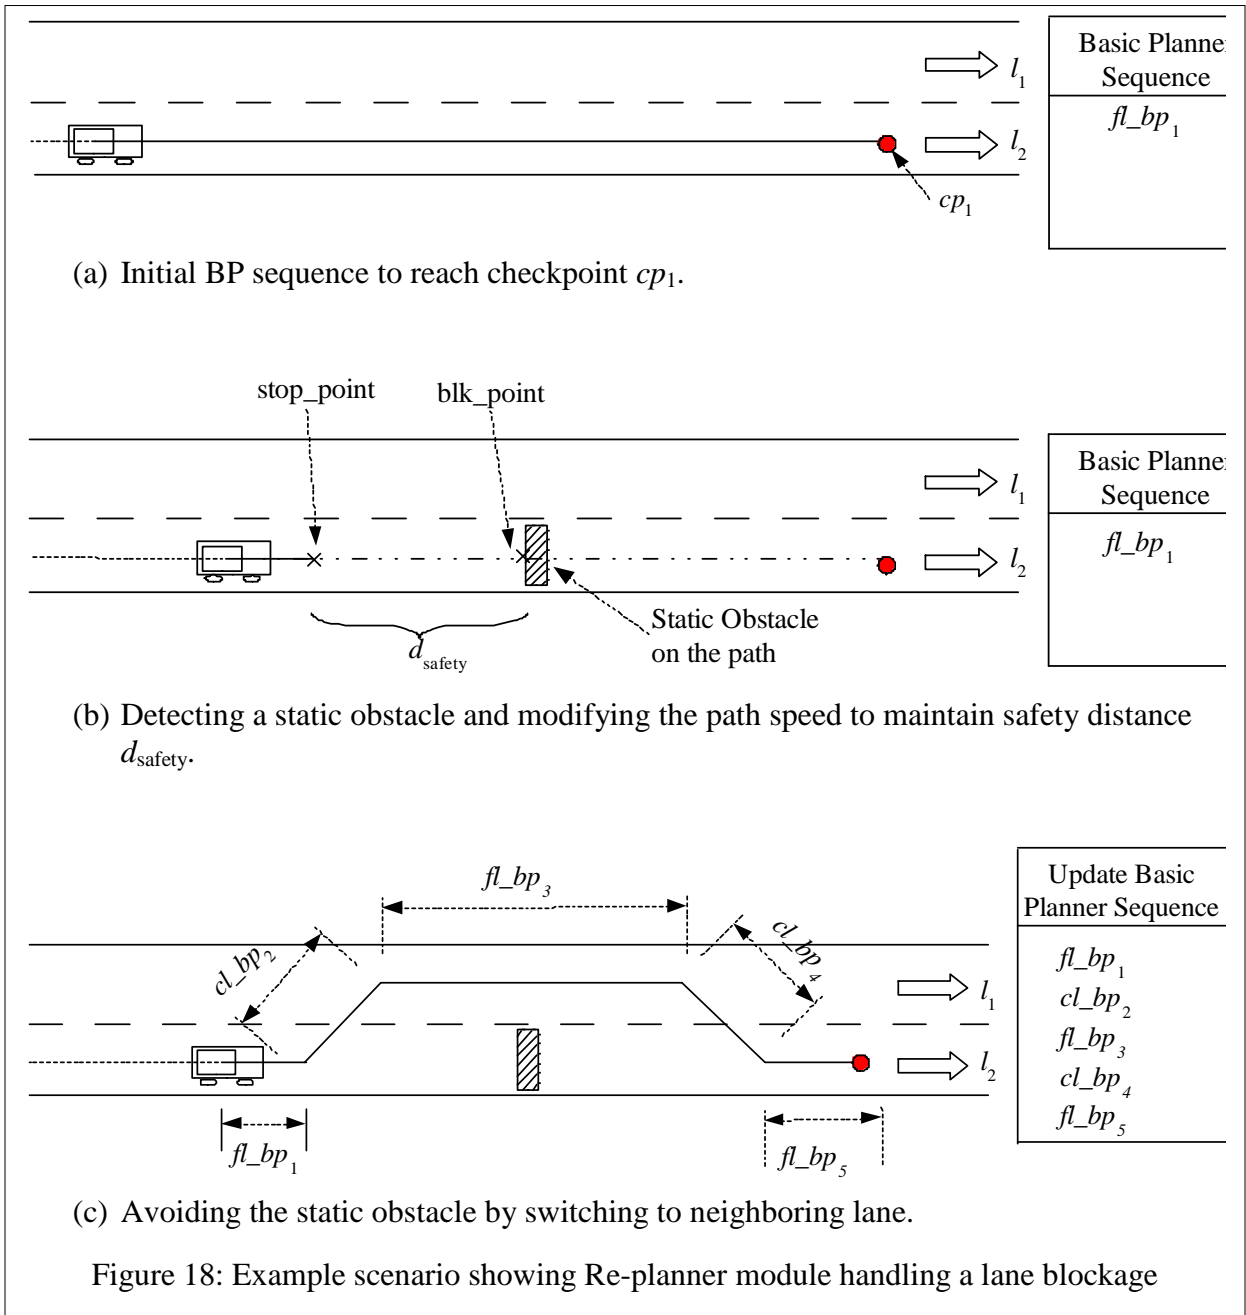 Basic Planner
Sequence
fl_bp1
l1
l2
cp1
(a) Initial BP sequence to reach checkpoint cp1.
stop_point
blk_point
Basic Planner
Sequence
fl_bp1
l1
l2
Static Obstacle
on the path
dsafety
(b) Detecting a static obstacle and modifying the path speed to maintain safety distance
dsafety.
fl_bp3
cl_bp2
cl_bp4
Update Basic
Planner Sequence
fl_bp1
cl_bp2
fl_bp3
cl_bp4
fl_bp5
l1
l2
fl_bp1
fl_bp5
(c) Avoiding the static obstacle by switching to neighboring lane.
Figure 18: Example scenario showing Re-planner module handling a lane blockage